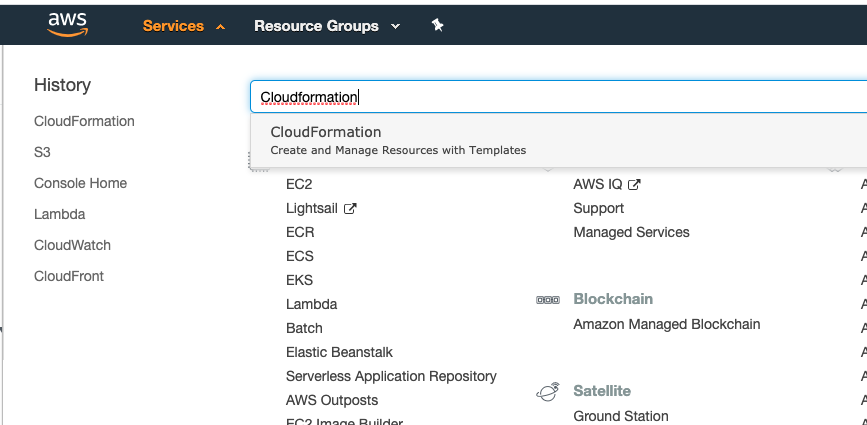 aws
Services
Resource Groups
History
CloudFormation
S3
Console Home
Lambda
CloudWatch
CloudFront
Cloudformation
CloudFormation
Create and Manage Resources with Templates
EC2
Lightsail
ECR
ECS
EKS
Lambda
Batch
Elastic Beanstalk
Serverless Application Repository
AWS Outposts
EC2 Image Builder
AWS IQ
Support
Managed Services
Blockchain
Amazon Managed Blockchain
Satellite
Ground Station